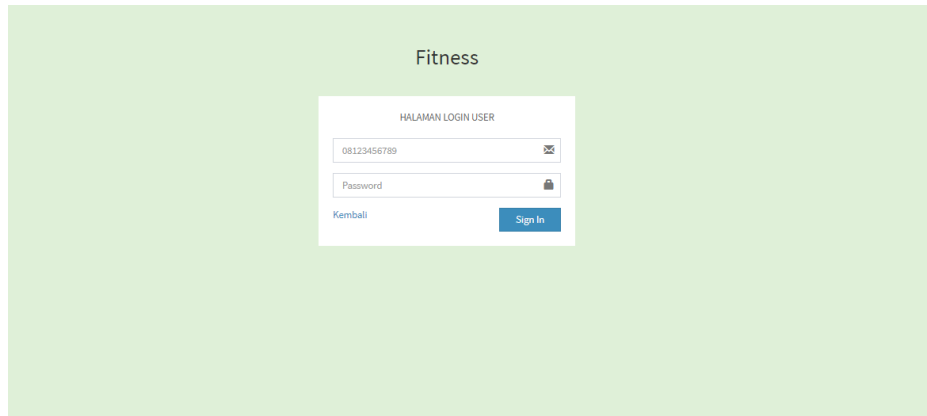 Fitness
HALAMAN LOGIN USER
08123456789
Password
Kembali
Sign In